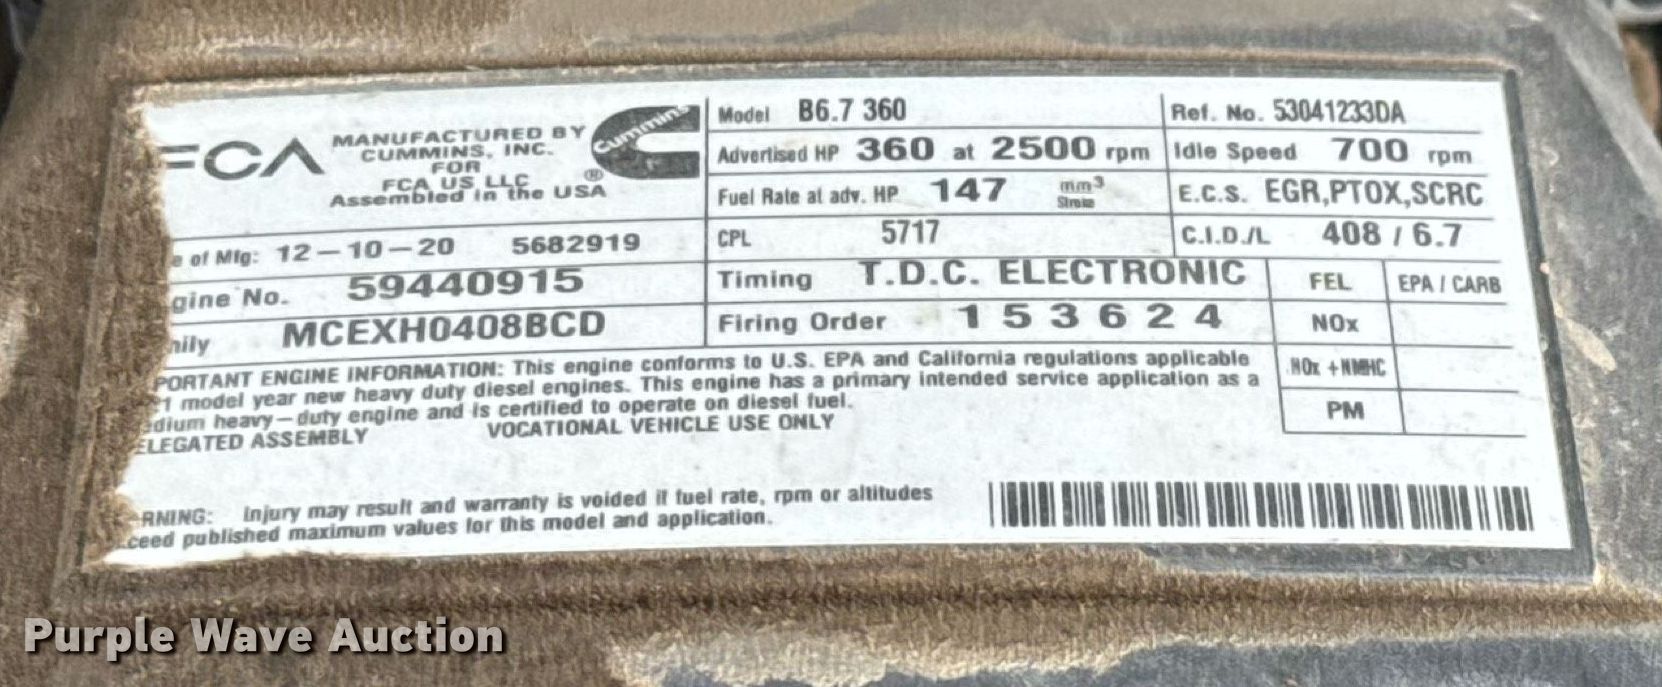 FCA
MANUFACTURED BY
CUMMINS, INC.
FOR
FCA US LLC
Assembled in the USA
Cummins ®
e of Mfg: 12-10-20 5682919
gine No. 59440915
mily MCEXH0408BCD
Model B6.7 360
Ref. No. 53041233DA
Advertised HP 360 at 2500 rpm
Idle Speed 700 rpm
Fuel Rate at adv. HP 147 mm³ Stroke
E.C.S. EGR,PTOX,SCRC
CPL 5717
C.I.D./L 408 / 6.7
Timing T.D.C. ELECTRONIC
Firing Order 1 5 3 6 2 4
FEL EPA / CARB
NOx
NOx +NMHC
PM
PORTANT ENGINE INFORMATION: This engine conforms to U.S. EPA and California regulations applicable
1 model year new heavy duty diesel engines. This engine has a primary intended service application as a
dium heavy-duty engine and is certified to operate on diesel fuel.
ELEGATED ASSEMBLY VOCATIONAL VEHICLE USE ONLY
RNING: Injury may result and warranty is voided if fuel rate, rpm or altitudes
ceed published maximum values for this model and application.
Purple Wave Auction